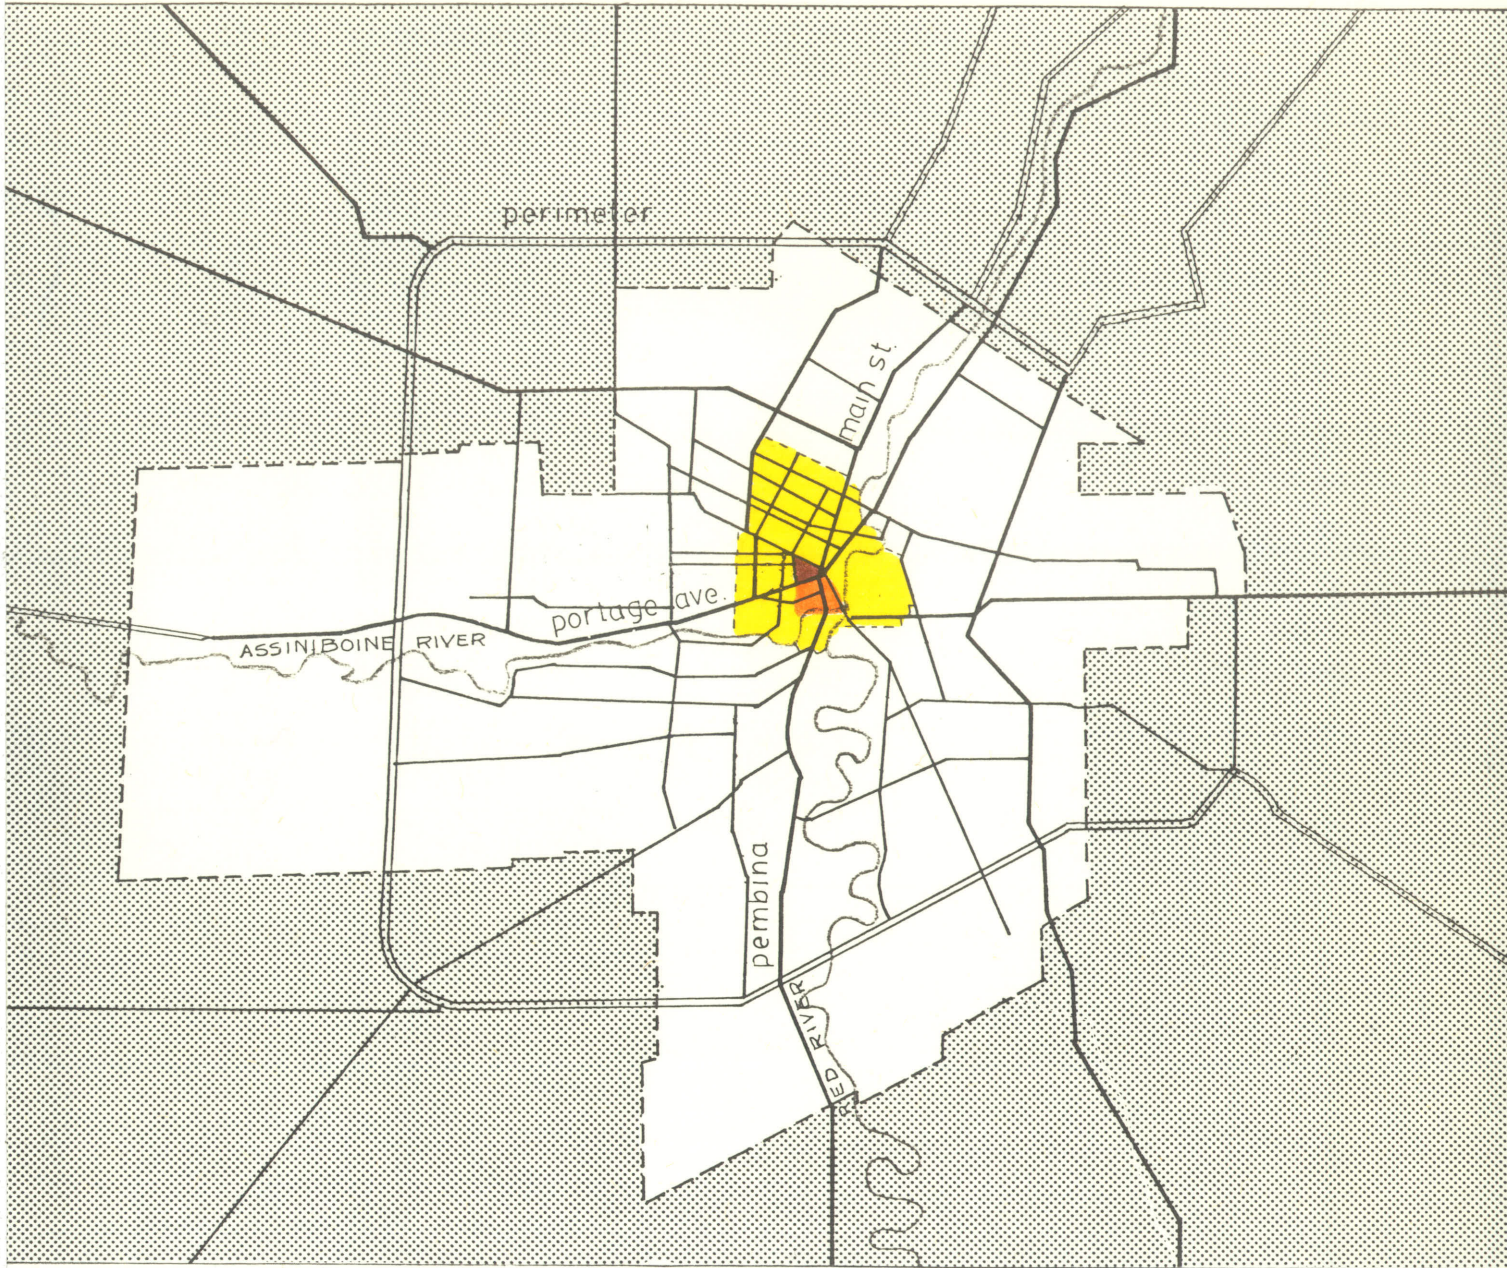 perimeter
main st.
portage ave.
ASSINIBOINE RIVER
pembina
RED RIVER